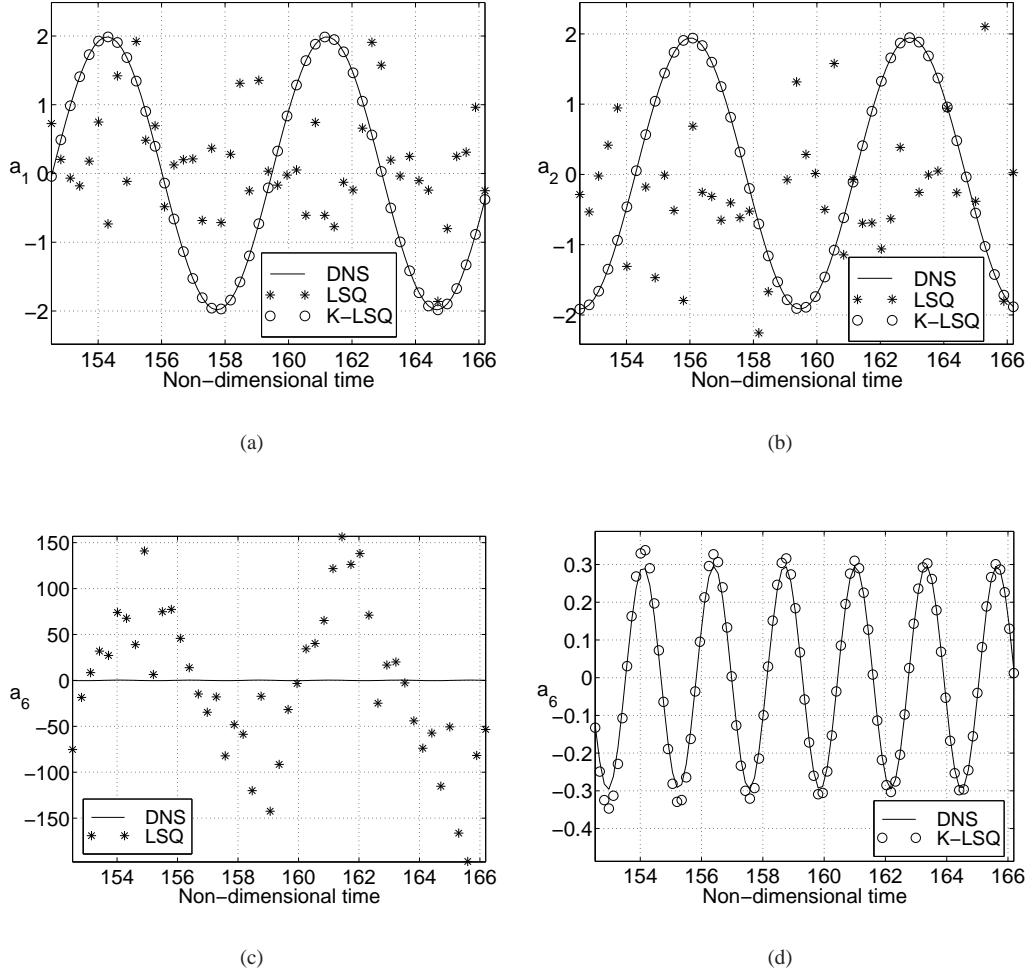 2
1
a1 0
−1
−2
DNS
LSQ
K−LSQ
154 156 158 160 162 164 166
Non−dimensional time
(a)
2
1
a2 0
−1
−2
DNS
LSQ
K−LSQ
154 156 158 160 162 164 166
Non−dimensional time
(b)
150
100
50
0
a6
−50
−100
−150
DNS
LSQ
154 156 158 160 162 164 166
Non−dimensional time
(c)
0.3
0.2
0.1
0
a6
−0.1
−0.2
−0.3
−0.4
DNS
K−LSQ
154 156 158 160 162 164 166
Non−dimensional time
(d)